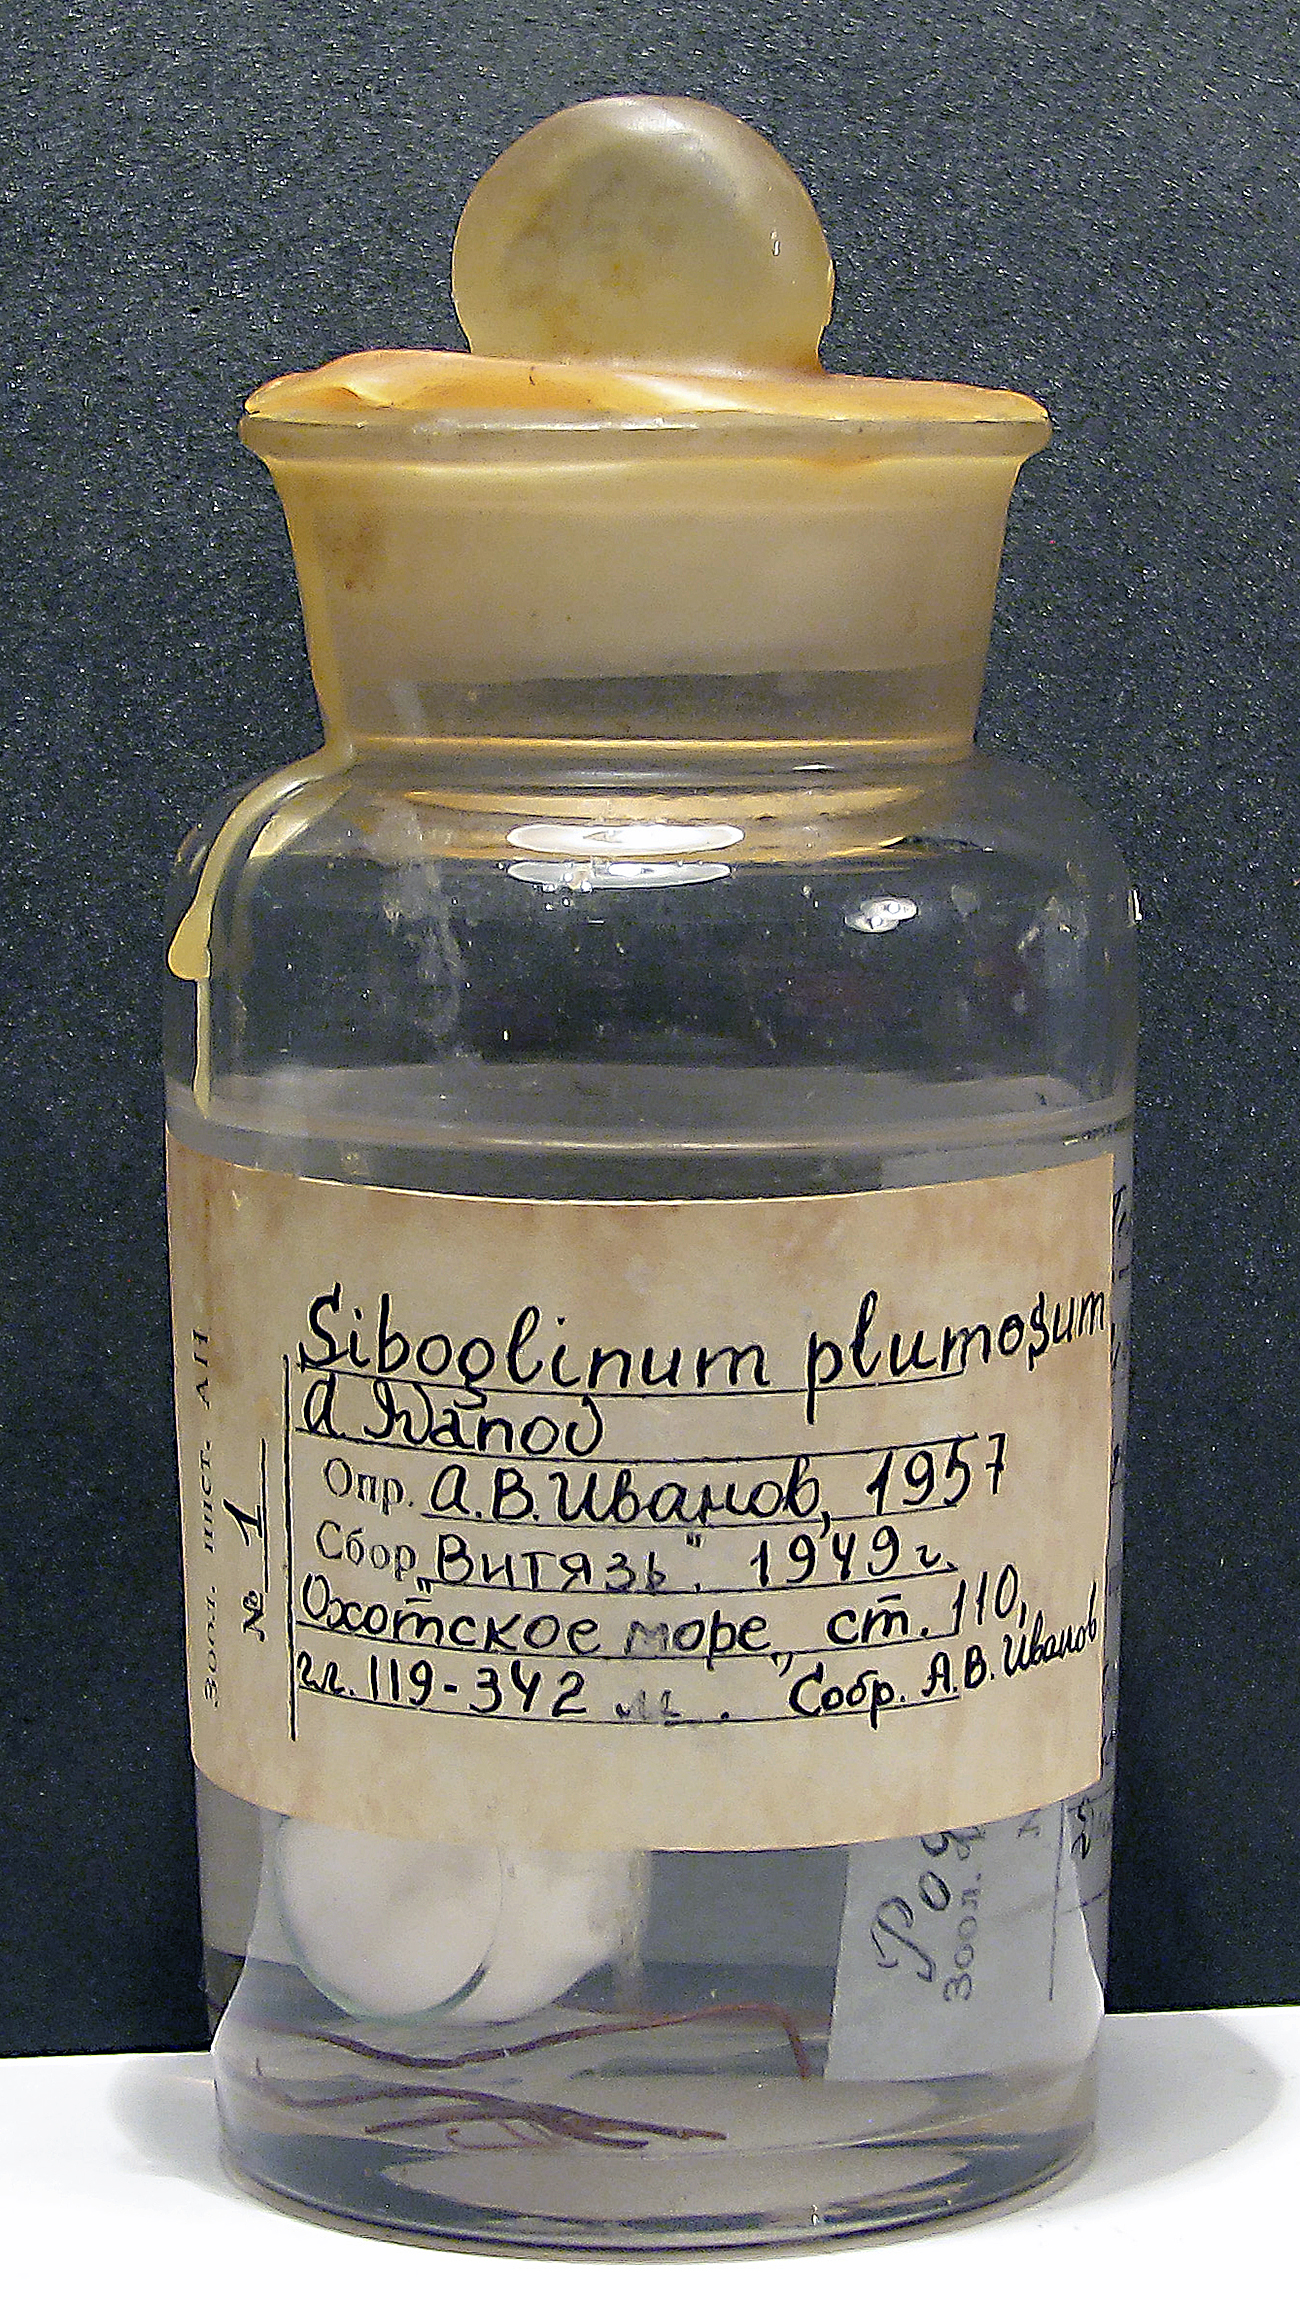 Siboglinum plumosum
A Ivanov
Опр. А.В.Иванов, 1957
Сбор „Витязь". 1949 г.
Охотское море, ст. 110,
гл. 119-342 м. Собр. А.В.Иванов
Зоол. инст. АН
№ 1
Зоол.